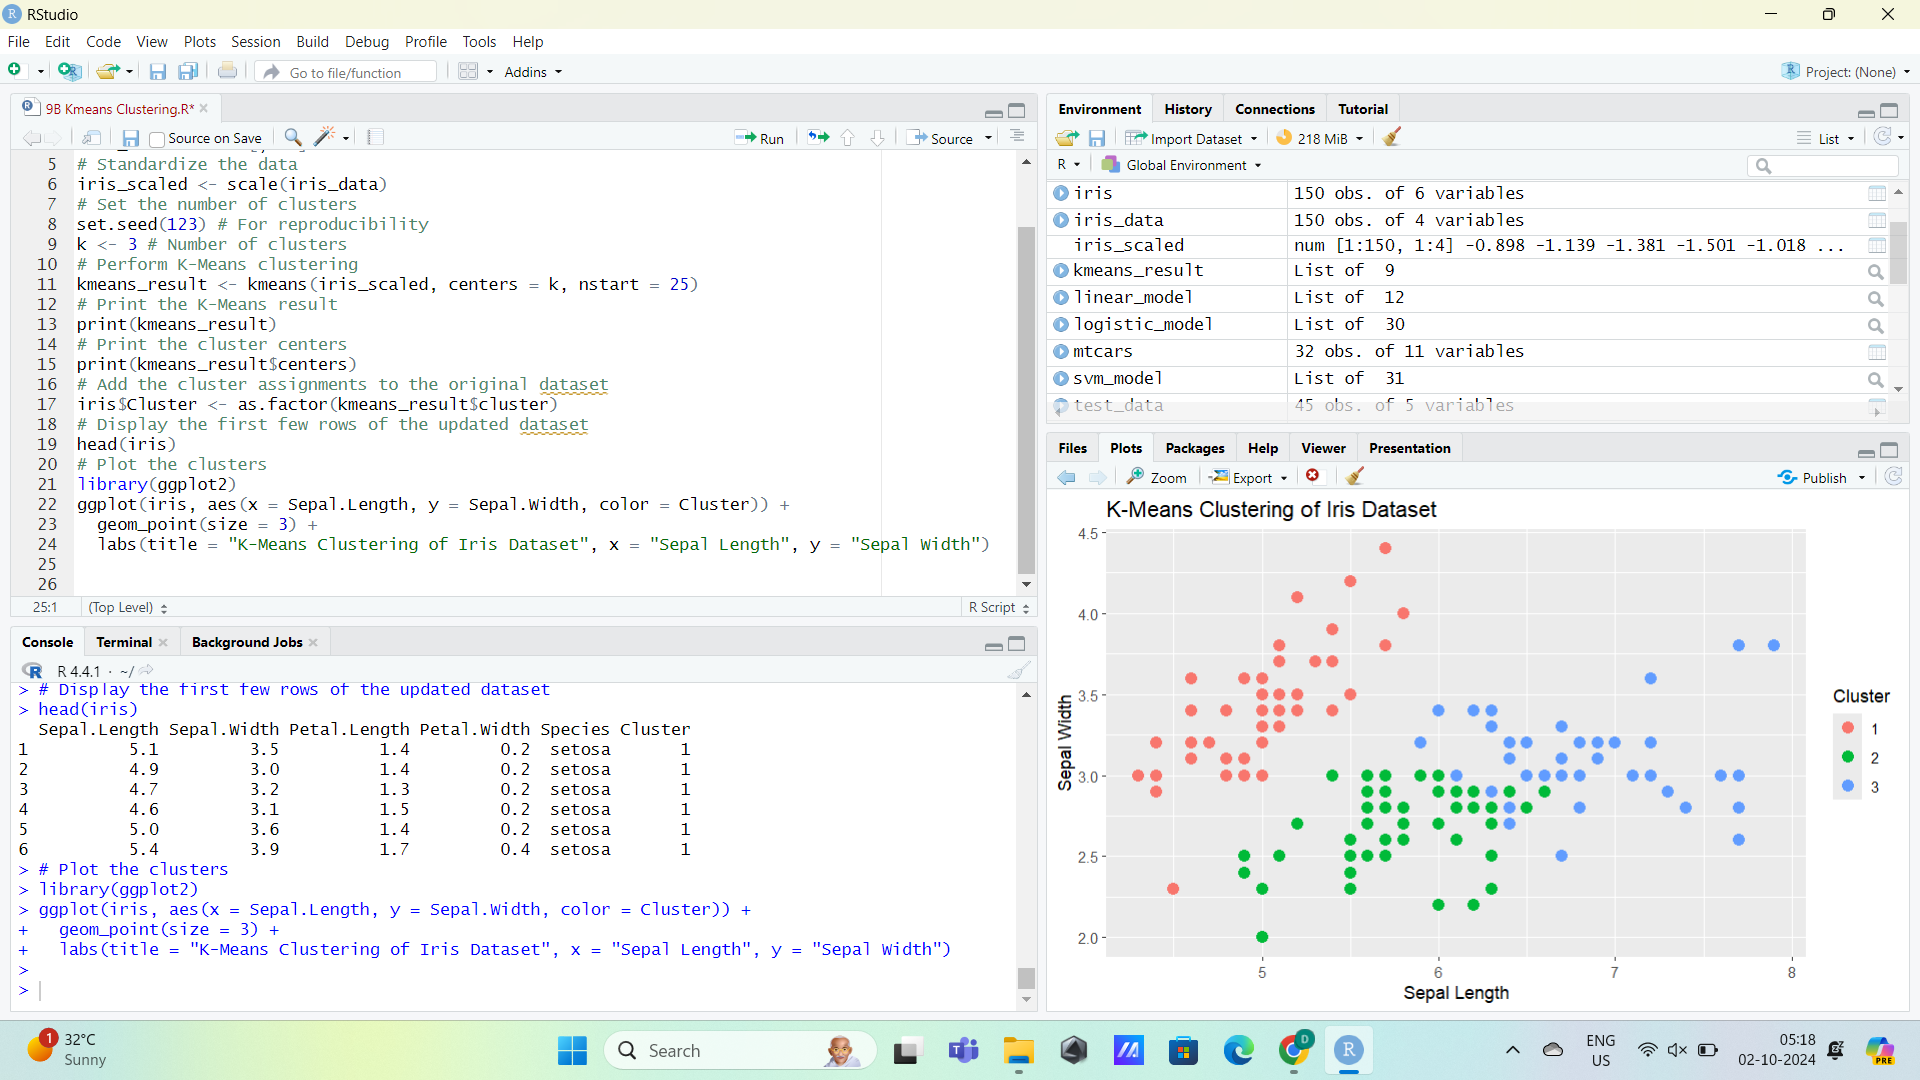 RStudio
File Edit Code View Plots Session Build Debug Profile Tools Help
Go to file/function
Addins
Project: (None)
9B Kmeans Clustering.R*
Source on Save
Run
Source
5 # Standardize the data
6 iris_scaled <- scale(iris_data)
7 # Set the number of clusters
8 set.seed(123) # For reproducibility
9 k <- 3 # Number of clusters
10 # Perform K-Means clustering
11 kmeans_result <- kmeans(iris_scaled, centers = k, nstart = 25)
12 # Print the K-Means result
13 print(kmeans_result)
14 # Print the cluster centers
15 print(kmeans_result$centers)
16 # Add the cluster assignments to the original dataset
17 iris$Cluster <- as.factor(kmeans_result$cluster)
18 # Display the first few rows of the updated dataset
19 head(iris)
20 # Plot the clusters
21 library(ggplot2)
22 ggplot(iris, aes(x = Sepal.Length, y = Sepal.Width, color = Cluster)) +
23 geom_point(size = 3) +
24 labs(title = "K-Means Clustering of Iris Dataset", x = "Sepal Length", y = "Sepal Width")
25
26
25:1 (Top Level) R Script
Console Terminal Background Jobs
R 4.4.1 · ~/
> # Display the first few rows of the updated dataset
> head(iris)
Sepal.Length Sepal.Width Petal.Length Petal.Width Species Cluster
1 5.1 3.5 1.4 0.2 setosa 1
2 4.9 3.0 1.4 0.2 setosa 1
3 4.7 3.2 1.3 0.2 setosa 1
4 4.6 3.1 1.5 0.2 setosa 1
5 5.0 3.6 1.4 0.2 setosa 1
6 5.4 3.9 1.7 0.4 setosa 1
> # Plot the clusters
> library(ggplot2)
> ggplot(iris, aes(x = Sepal.Length, y = Sepal.Width, color = Cluster)) +
+ geom_point(size = 3) +
+ labs(title = "K-Means Clustering of Iris Dataset", x = "Sepal Length", y = "Sepal Width")
>
>
Environment History Connections Tutorial
Import Dataset 218 MiB List
R Global Environment
iris 150 obs. of 6 variables
iris_data 150 obs. of 4 variables
iris_scaled num [1:150, 1:4] -0.898 -1.139 -1.381 -1.501 -1.018 ...
kmeans_result List of 9
linear_model List of 12
logistic_model List of 30
mtcars 32 obs. of 11 variables
svm_model List of 31
test_data 45 obs. of 5 variables
Files Plots Packages Help Viewer Presentation
Zoom Export Publish
K-Means Clustering of Iris Dataset
4.5
4.0
3.5
3.0
2.5
2.0
Sepal Width
5 6 7 8
Sepal Length
Cluster
1
2
3
1
32°C
Sunny
Search
D
R
ENG
US
05:18
02-10-2024
PRE